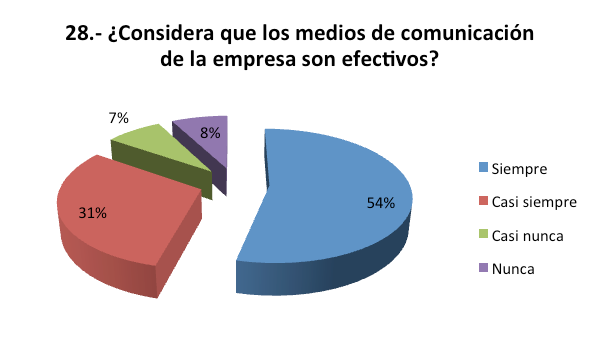 28.- ¿Considera que los medios de comunicación
de la empresa son efectivos?
7%
8%
31%
54%
Siempre
Casi siempre
Casi nunca
Nunca